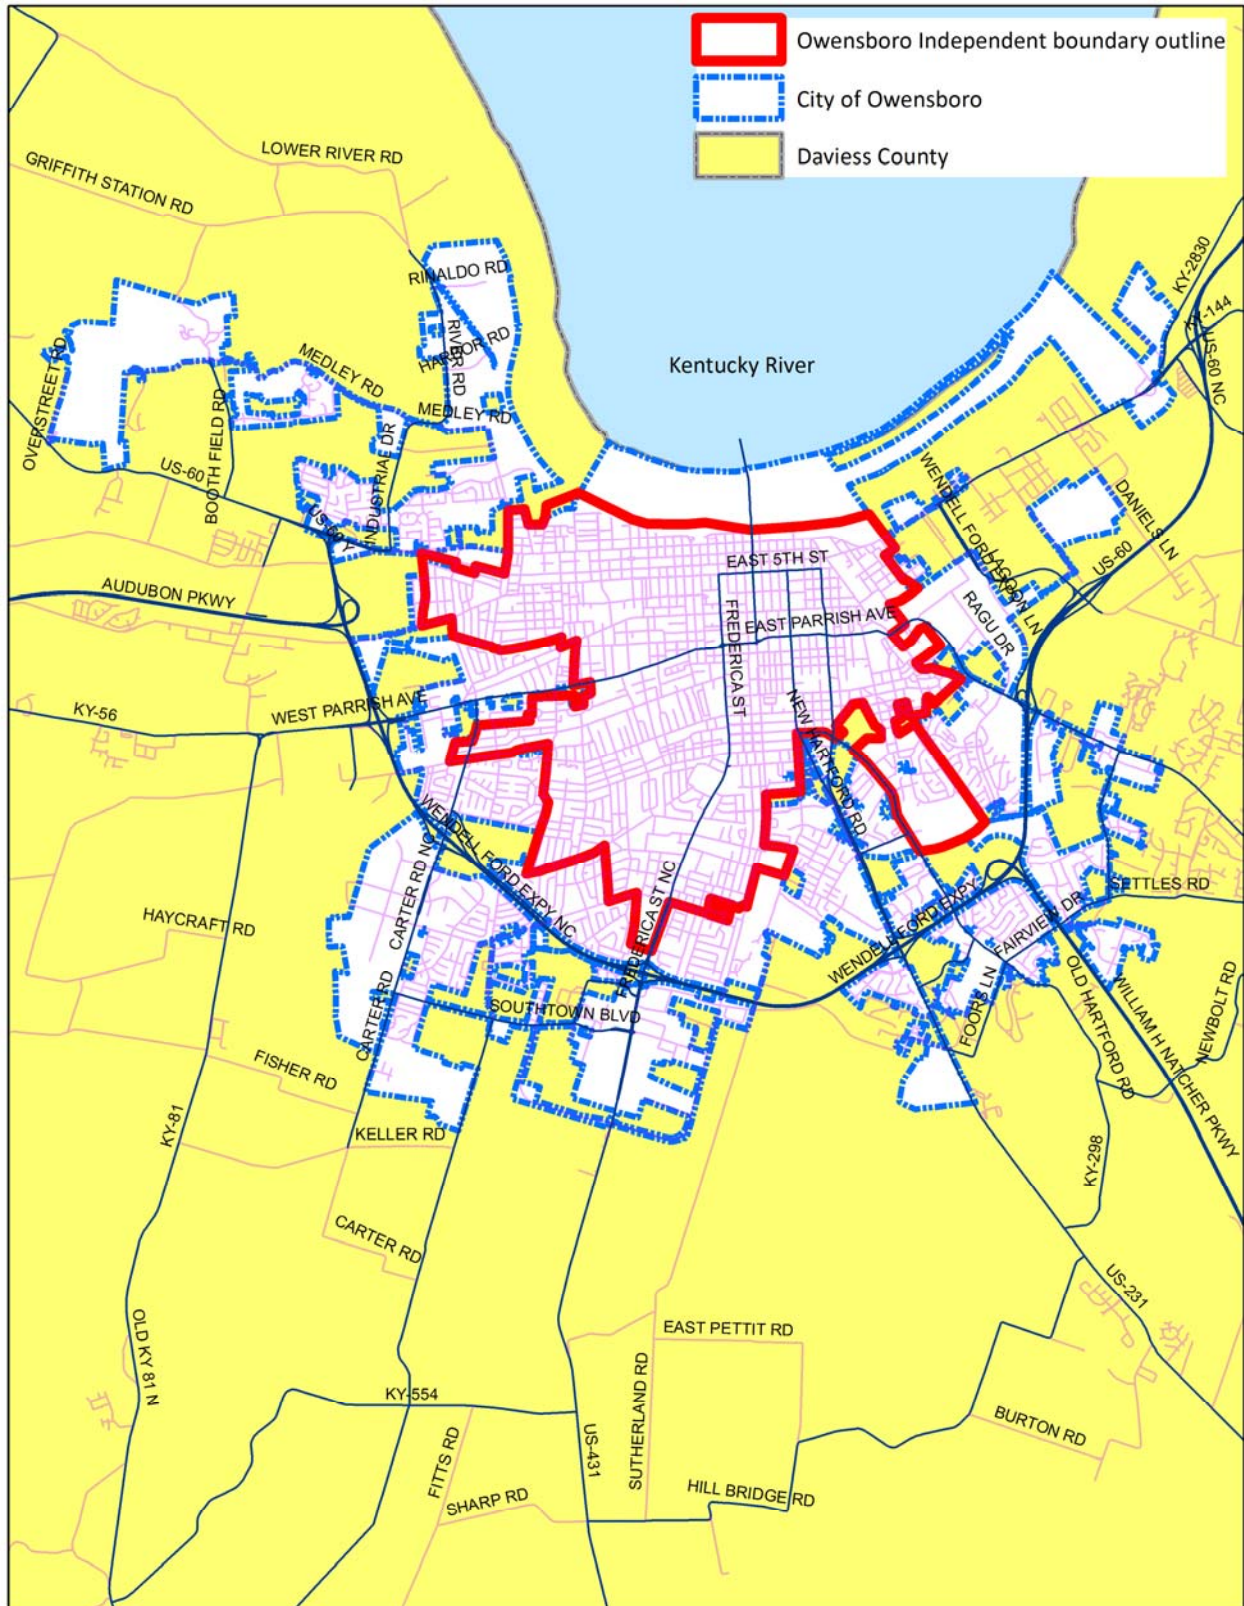 Owensboro Independent boundary outline
City of Owensboro
Daviess County
LOWER RIVER RD
GRIFFITH STATION RD
KY-2830
RINALDO RD
KY-144
RIVER RD
HARBOR RD
US-60 NC
OVERSTREET RD
MEDLEY RD
Kentucky River
BOOTH FIELD RD
MEDLEY RD
INDUSTRIAL DR
US-60
WENDELL FORD EXPY
DANIELS LN
US-60 Y
LAGOON LN
US-60
EAST 5TH ST
AUDUBON PKWY
RAGU DR
FREDERICA ST
EAST PARRISH AVE
KY-56
WEST PARRISH AVE
NEW HARTFORD RD
WENDELL FORD EXPY NC
CARTER RD NC
FREDERICA ST NC
SETTLES RD
HAYCRAFT RD
WENDELL FORD EXPY
FAIRVIEW DR
CARTER RD
SOUTHTOWN BLVD
FOORS LN
OLD HARTFORD RD
WILLIAM H NATCHER PKWY
NEWBOLT RD
FISHER RD
KY-81
KELLER RD
KY-298
CARTER RD
US-231
OLD KY 81 N
EAST PETTIT RD
KY-554
SUTHERLAND RD
BURTON RD
FITTS RD
US-431
SHARP RD
HILL BRIDGE RD